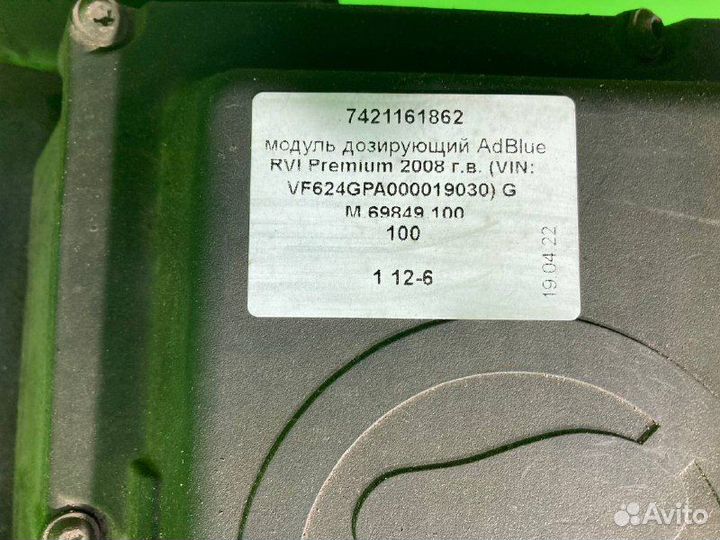 7421161862
модуль дозирующий AdBlue
RVI Premium 2008 г.в. (VIN:
VF624GPA000019030) G
M 69849 100
100
1 12-6
19.04.22
Avito